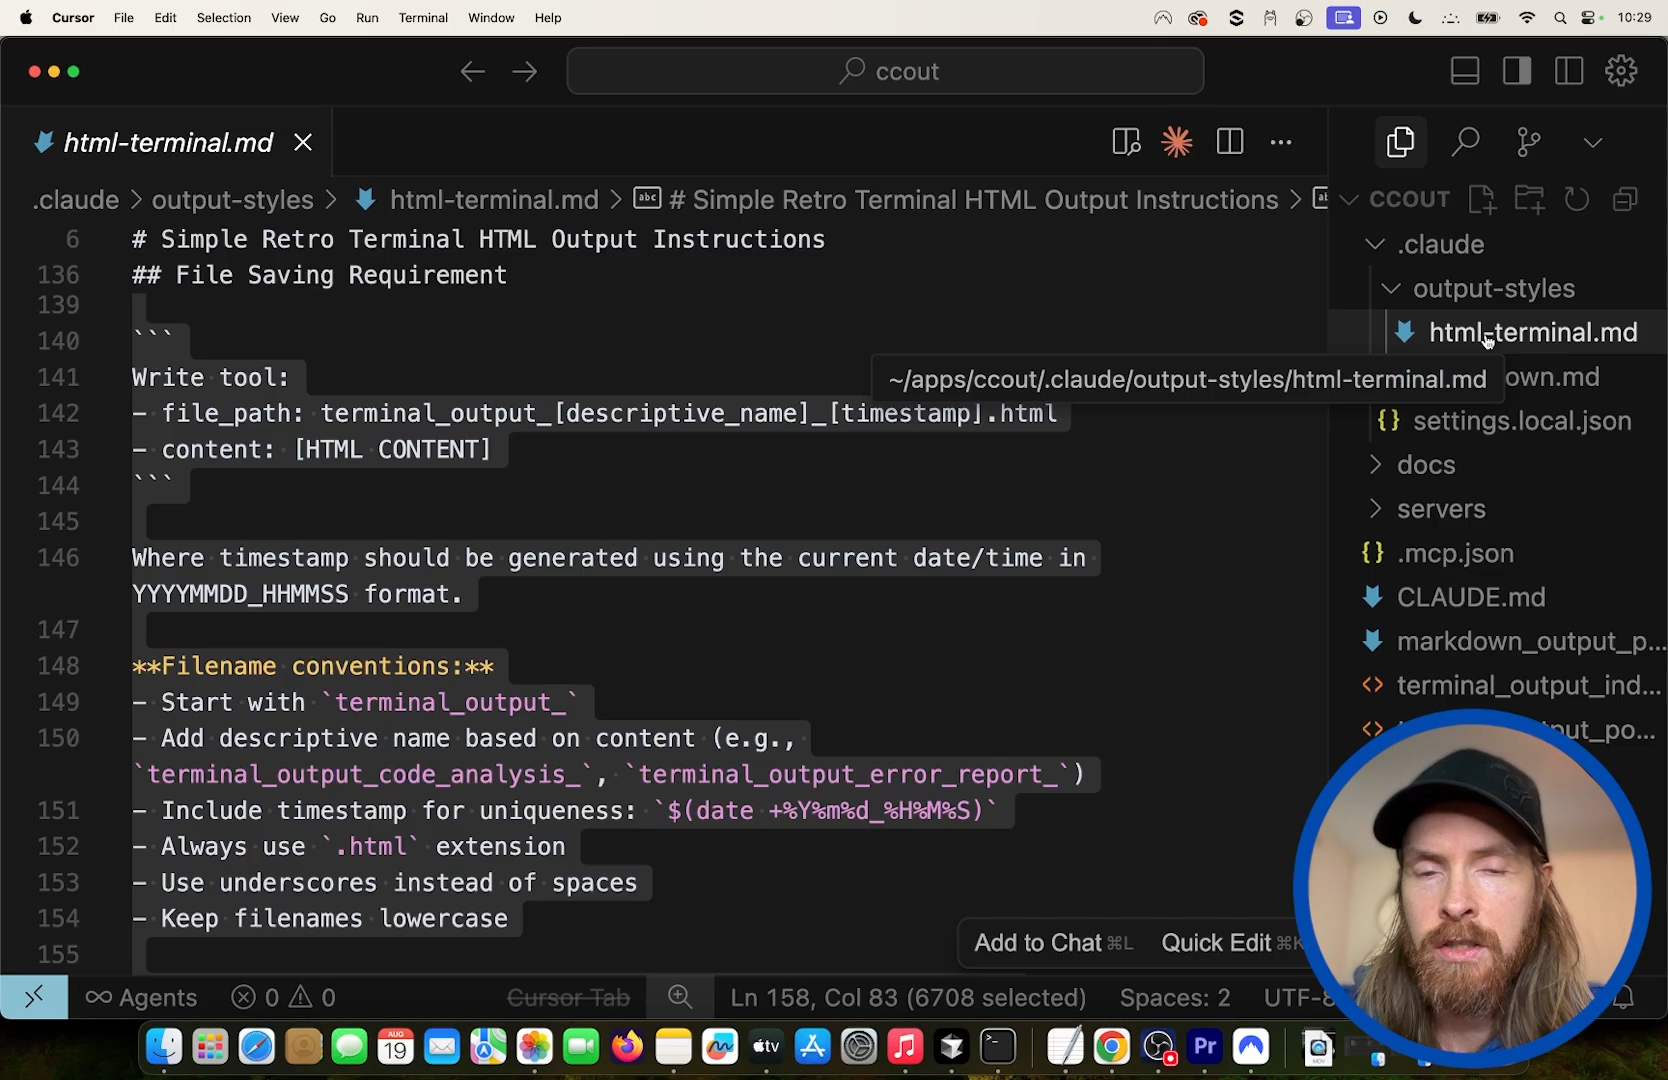 Cursor File Edit Selection View Go Run Terminal Window Help 10:29
ccout
html-terminal.md
.claude > output-styles > html-terminal.md > # Simple Retro Terminal HTML Output Instructions >
6 # Simple Retro Terminal HTML Output Instructions
136 ## File Saving Requirement
139
140 ```
141 Write tool:
142 - file_path: terminal_output_[descriptive_name]_[timestamp].html
143 - content: [HTML CONTENT]
144 ```
145
146 Where timestamp should be generated using the current date/time in
YYYYMMDD_HHMMSS format.
147
148 **Filename conventions:**
149 - Start with `terminal_output_`
150 - Add descriptive name based on content (e.g.,
`terminal_output_code_analysis_`, `terminal_output_error_report_`)
151 - Include timestamp for uniqueness: `$(date +%Y%m%d_%H%M%S)`
152 - Always use `.html` extension
153 - Use underscores instead of spaces
154 - Keep filenames lowercase
155
Add to Chat ⌘L Quick Edit ⌘K
CCOUT
.claude
output-styles
html-terminal.md
~/apps/ccout/.claude/output-styles/html-terminal.md
own.md
{} settings.local.json
docs
servers
{} .mcp.json
CLAUDE.md
markdown_output_p...
<> terminal_output_ind...
<> put_po...
Agents 0 0 Cursor Tab Ln 158, Col 83 (6708 selected) Spaces: 2 UTF-8
AUG
19
tv
Pr